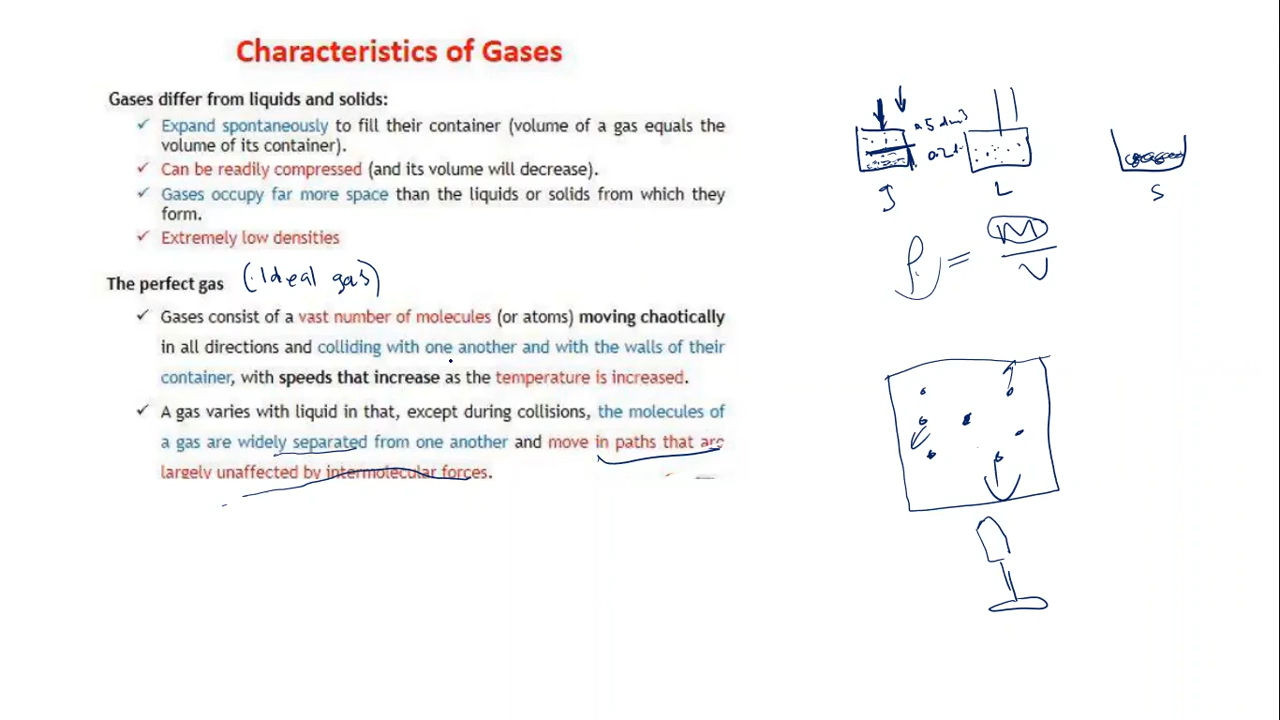 Characteristics of Gases
Gases differ from liquids and solids:
✓ Expand spontaneously to fill their container (volume of a gas equals the
volume of its container).
✓ Can be readily compressed (and its volume will decrease).
✓ Gases occupy far more space than the liquids or solids from which they
form.
✓ Extremely low densities
The perfect gas (Ideal gas)
✓ Gases consist of a vast number of molecules (or atoms) moving chaotically
in all directions and colliding with one another and with the walls of their
container, with speeds that increase as the temperature is increased.
✓ A gas varies with liquid in that, except during collisions, the molecules of
a gas are widely separated from one another and move in paths that are
largely unaffected by intermolecular forces.
0.5 dm3
g
L
S
ρ = M
V